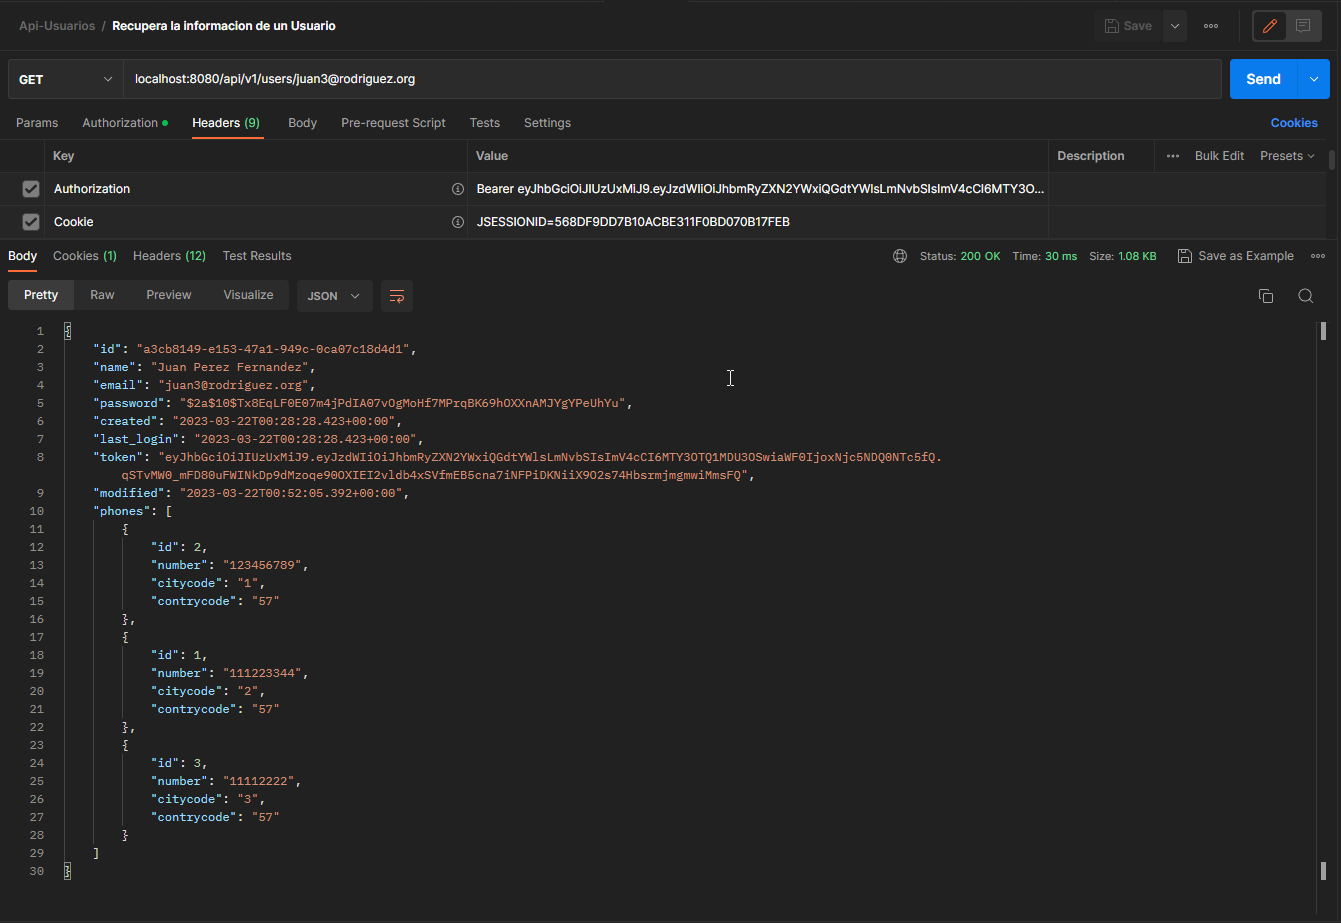 Api-Usuarios / Recupera la informacion de un Usuario
Save
GET
localhost:8080/api/v1/users/juan3@rodriguez.org
Send
Params Authorization Headers (9) Body Pre-request Script Tests Settings Cookies
Key Value Description Bulk Edit Presets
Authorization Bearer eyJhbGciOiJIUzUxMiJ9.eyJzdWIiOiJhbmRyZXN2YWxiQGdtYWlsLmNvbSIsImV4cCI6MTY3O...
Cookie JSESSIONID=568DF9DD7B10ACBE311F0BD070B17FEB
Body Cookies (1) Headers (12) Test Results Status: 200 OK Time: 30 ms Size: 1.08 KB Save as Example
Pretty Raw Preview Visualize JSON
1 {
2 "id": "a3cb8149-e153-47a1-949c-0ca07c18d4d1",
3 "name": "Juan Perez Fernandez",
4 "email": "juan3@rodriguez.org",
5 "password": "$2a$10$Tx8EqLF0E07m4jPdIA07vOgMoHf7MPrqBK69hOXXnAMJYgYPeUhYu",
6 "created": "2023-03-22T00:28:28.423+00:00",
7 "last_login": "2023-03-22T00:28:28.423+00:00",
8 "token": "eyJhbGciOiJIUzUxMiJ9.eyJzdWIiOiJhbmRyZXN2YWxiQGdtYWlsLmNvbSIsImV4cCI6MTY3OTQ1MDU3OSwiaWF0IjoxNjc5NDQ0NTc5fQ.
qSTvMW0_mFD80uFWINkDp9dMzoqe90OXIEI2vldb4xSVfmEB5cna7iNFPiDKNiiX9O2s74Hbsrmjmgmwi​MmsFQ",
9 "modified": "2023-03-22T00:52:05.392+00:00",
10 "phones": [
11 {
12 "id": 2,
13 "number": "123456789",
14 "citycode": "1",
15 "contrycode": "57"
16 },
17 {
18 "id": 1,
19 "number": "111223344",
20 "citycode": "2",
21 "contrycode": "57"
22 },
23 {
24 "id": 3,
25 "number": "11112222",
26 "citycode": "3",
27 "contrycode": "57"
28 }
29 ]
30 }